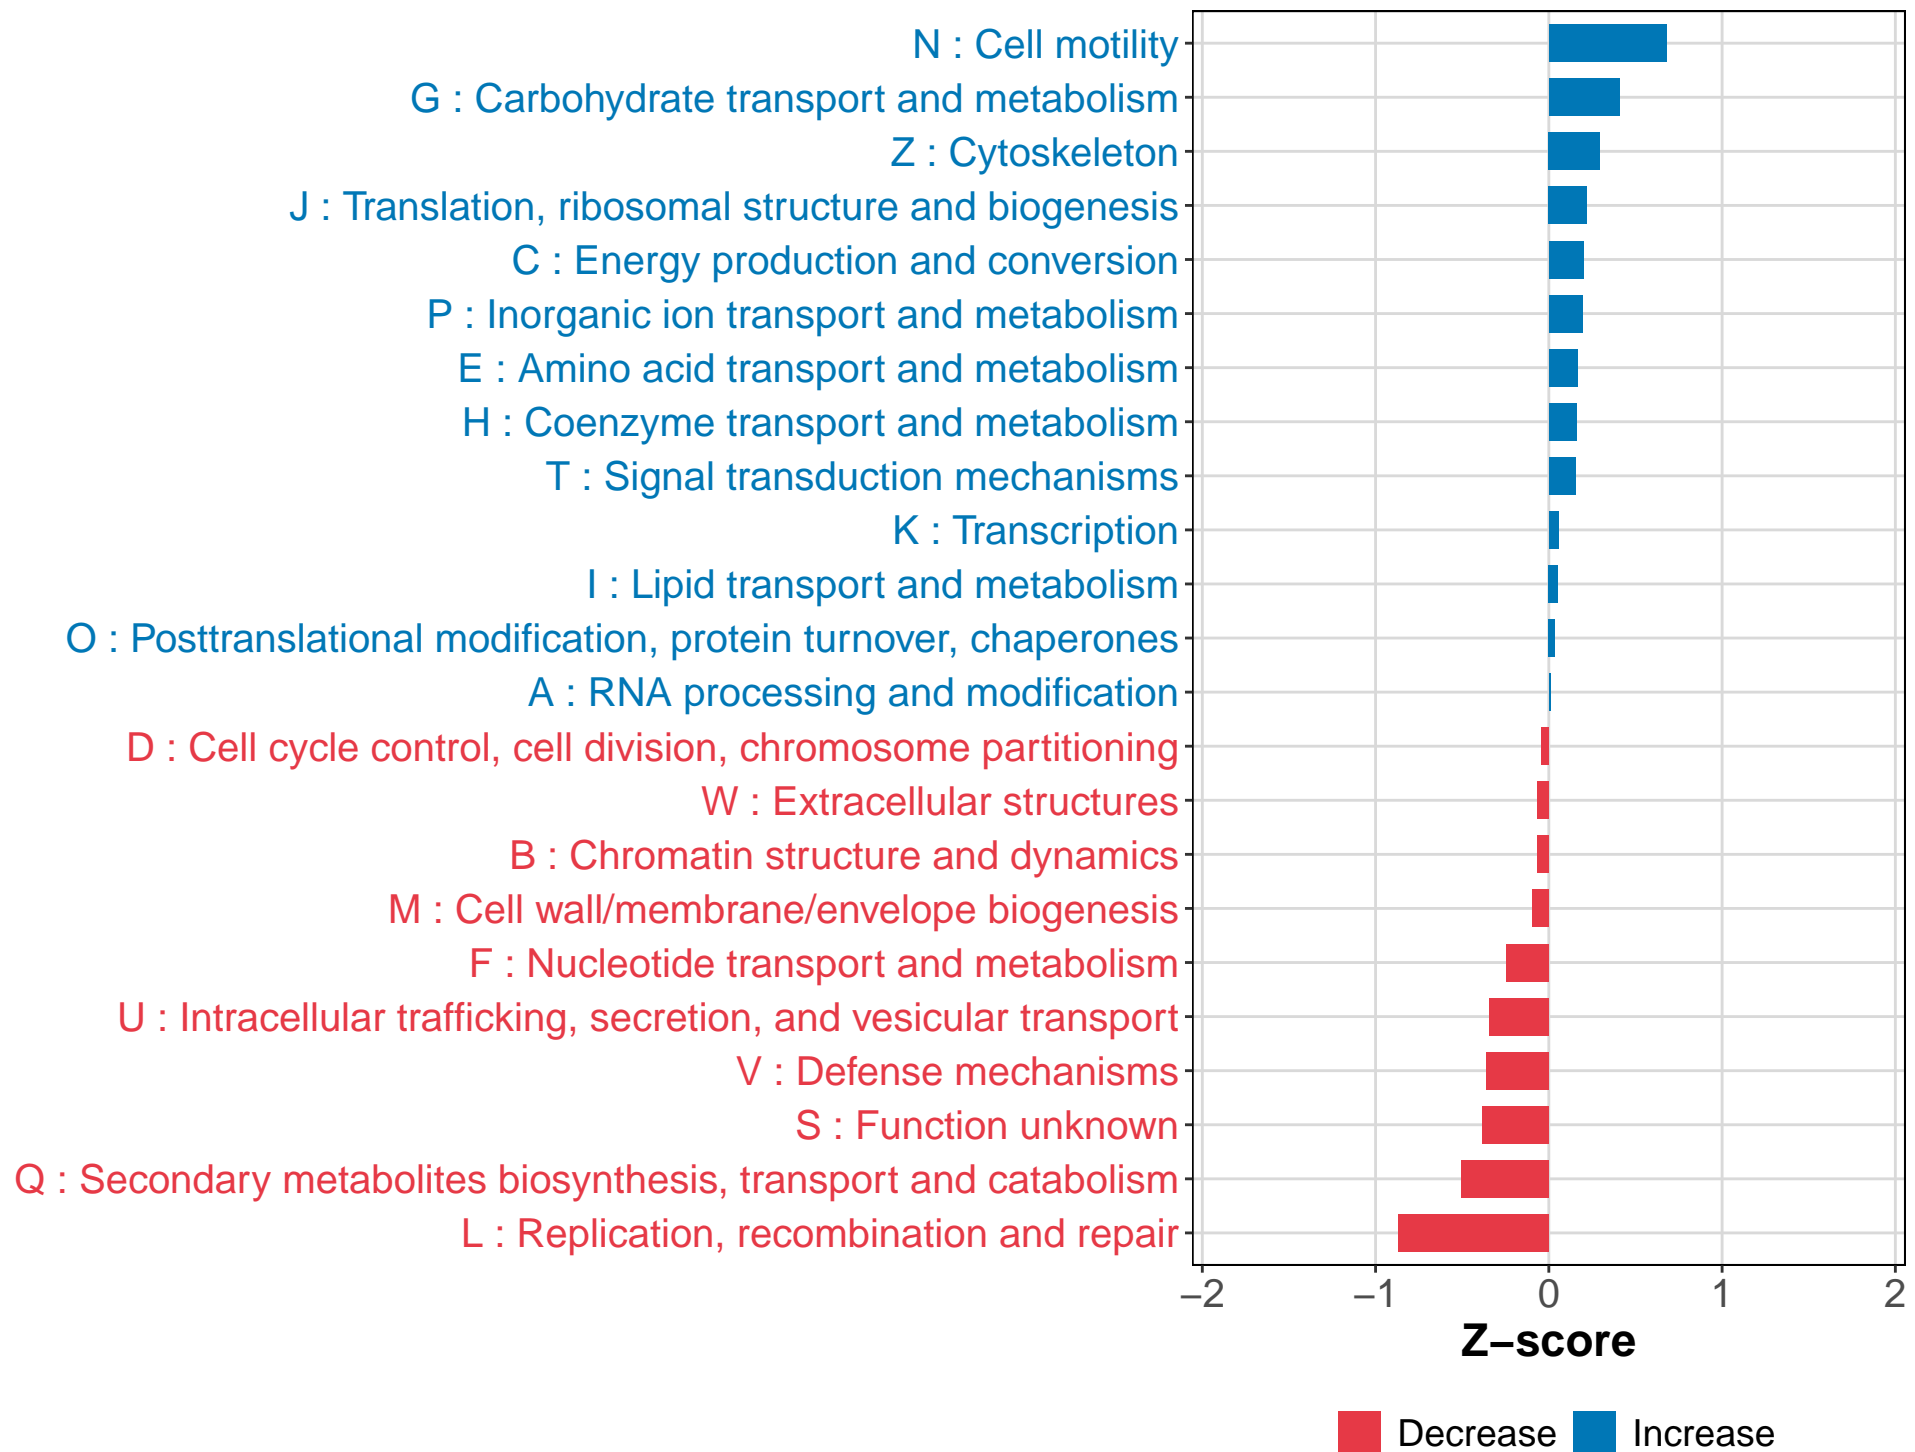 N : Cell motility
G : Carbohydrate transport and metabolism
Z : Cytoskeleton
J : Translation, ribosomal structure and biogenesis
C : Energy production and conversion
P : Inorganic ion transport and metabolism
E : Amino acid transport and metabolism
H : Coenzyme transport and metabolism
T : Signal transduction mechanisms
K : Transcription
I : Lipid transport and metabolism
O : Posttranslational modification, protein turnover, chaperones
A : RNA processing and modification
D : Cell cycle control, cell division, chromosome partitioning
W : Extracellular structures
B : Chromatin structure and dynamics
M : Cell wall/membrane/envelope biogenesis
F : Nucleotide transport and metabolism
U : Intracellular trafficking, secretion, and vesicular transport
V : Defense mechanisms
S : Function unknown
Q : Secondary metabolites biosynthesis, transport and catabolism
L : Replication, recombination and repair
−2 −1 0 1 2
Z−score
Decrease Increase